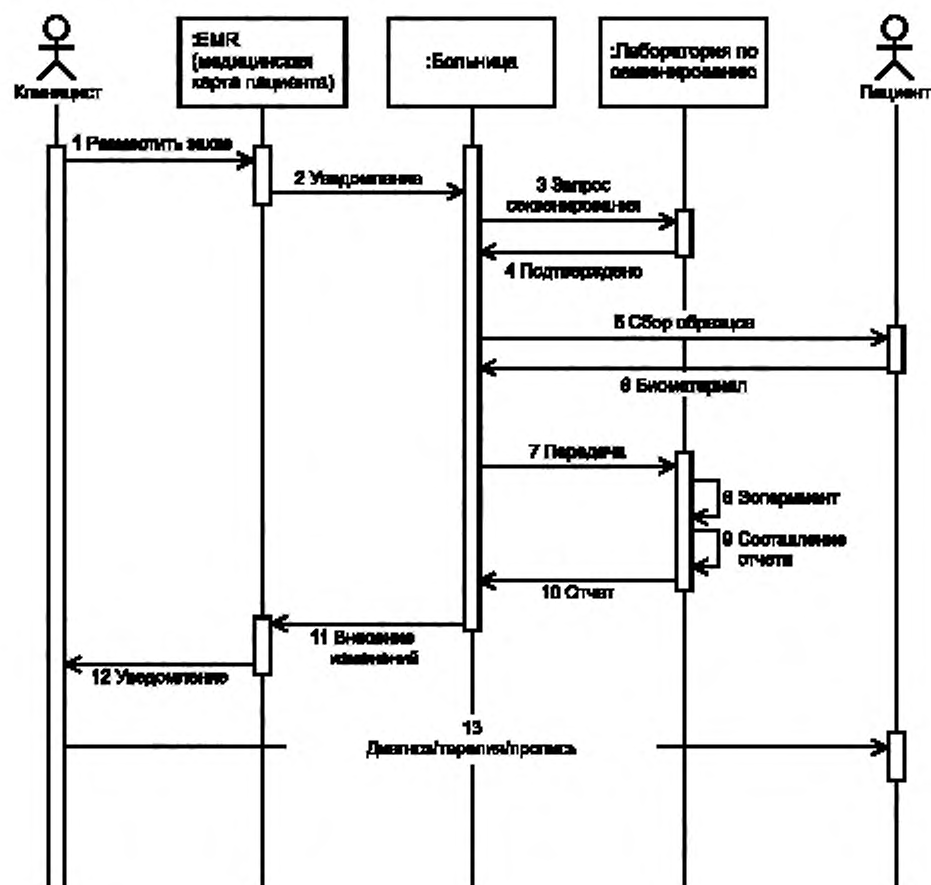 Клиницист
:EMR
(медицинская
карта пациента)
:Больница
:Лаборатория по
секвенированию
Пациент
1 Разместить заказ
2 Уведомление
3 Запрос
секвенирования
4 Подтверждено
5 Сбор образцов
6 Биоматериал
7 Передача
8 Эксперимент
9 Составление
отчета
10 Отчет
11 Внесение
изменений
12 Уведомление
13
Диагноз/терапия/пропись